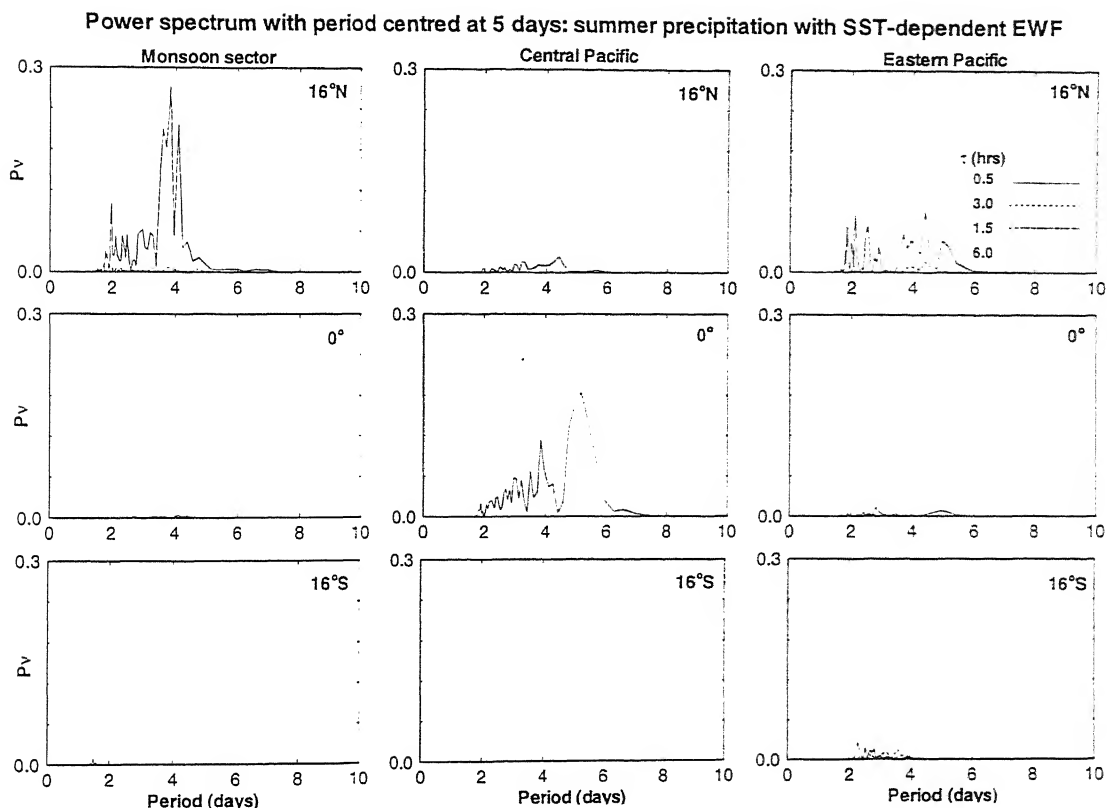 Power spectrum with period centred at 5 days: summer precipitation with SST-dependent EWF
Monsoon sector Central Pacific Eastern Pacific
0.3 16°N 0.3 16°N 0.3 16°N
Pv
τ (hrs)
0.5
3.0
1.5
6.0
0.0 0.0 0.0
0 2 4 6 8 10 0 2 4 6 8 10 0 2 4 6 8 10
0.3 0° 0.3 0° 0.3 0°
Pv
0.0 0.0 0.0
0 2 4 6 8 10 0 2 4 6 8 10 0 2 4 6 8 10
0.3 16°S 0.3 16°S 0.3 16°S
Pv
0.0 0.0 0.0
0 2 4 6 8 10 0 2 4 6 8 10 0 2 4 6 8 10
Period (days) Period (days) Period (days)